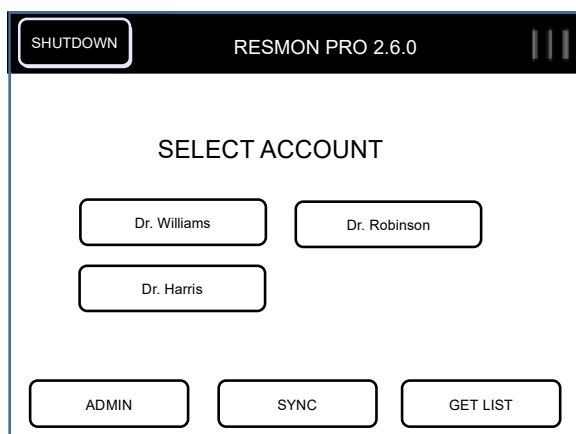 SHUTDOWN RESMON PRO 2.6.0
SELECT ACCOUNT
Dr. Williams Dr. Robinson
Dr. Harris
ADMIN SYNC GET LIST